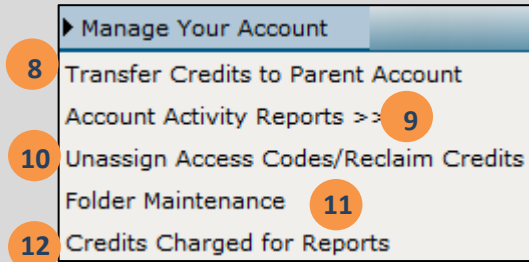 Manage Your Account
8 Transfer Credits to Parent Account
Account Activity Reports >> 9
10 Unassign Access Codes/Reclaim Credits
Folder Maintenance 11
12 Credits Charged for Reports